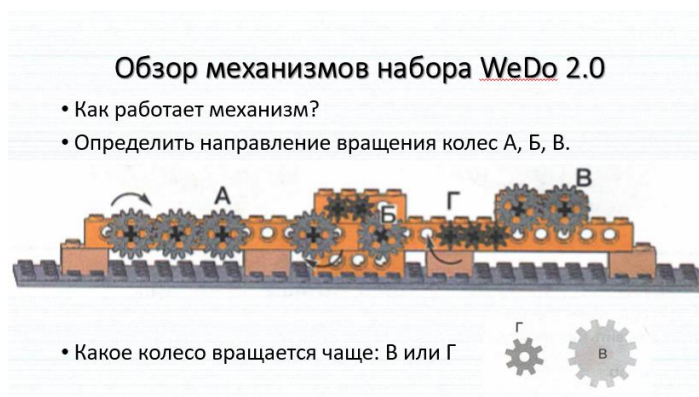 Обзор механизмов набора WeDo 2.0
• Как работает механизм?
• Определить направление вращения колес А, Б, В.
А
Б
Г
В
• Какое колесо вращается чаще: В или Г
Г
В